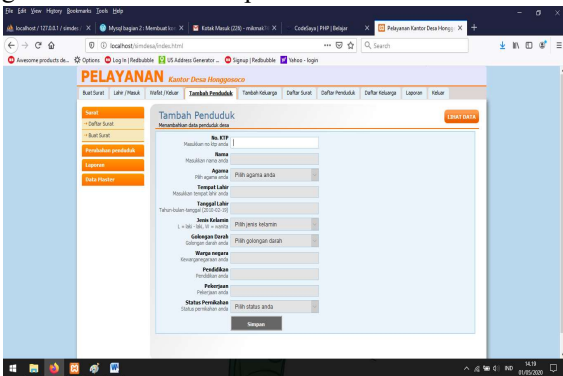 File Edit View History Bookmarks Tools Help
localhost / 127.0.0.1 / simdes
Mysql bagian 2 : Membuat
Kotak Masuk (228) - mikmak
CodeSaya | PHP | Belajar
Pelayanan Kantor Desa Hongg
localhost/simdesa/index.html
Search
Awesome products de...
Options
Log In | Redbubble
US Address Generator
Signup | Redbubble
Yahoo - login
PELAYANAN Kantor Desa Honggosoco
Buat Surat Lahir / Masuk Wafat / Keluar Tambah Penduduk Tambah Keluarga Daftar Surat Daftar Penduduk Daftar Keluarga Laporan Keluar
Surat
Daftar Surat
Buat Surat
Perubahan penduduk
Laporan
Data Master
Tambah Penduduk
Menambahkan data penduduk desa
LIHAT DATA
No. KTP
Masukkan no ktp anda
Nama
Masukkan nama anda
Agama
Pilih agama anda
Pilih agama anda
Tempat Lahir
Masukkan tempat lahir anda
Tanggal Lahir
Tahun-bulan-tanggal (2010-02-19)
Jenis Kelamin
L = laki - laki, W = wanita
Pilih jenis kelamin
Golongan Darah
Golongan darah anda
Pilih golongan darah
Warga negara
Kewarganegaraan anda
Pendidikan
Pendidikan anda
Pekerjaan
Pekerjaan anda
Status Pernikahan
Status pernikahan anda
Pilih status anda
Simpan
IND
14.19
01/05/2020